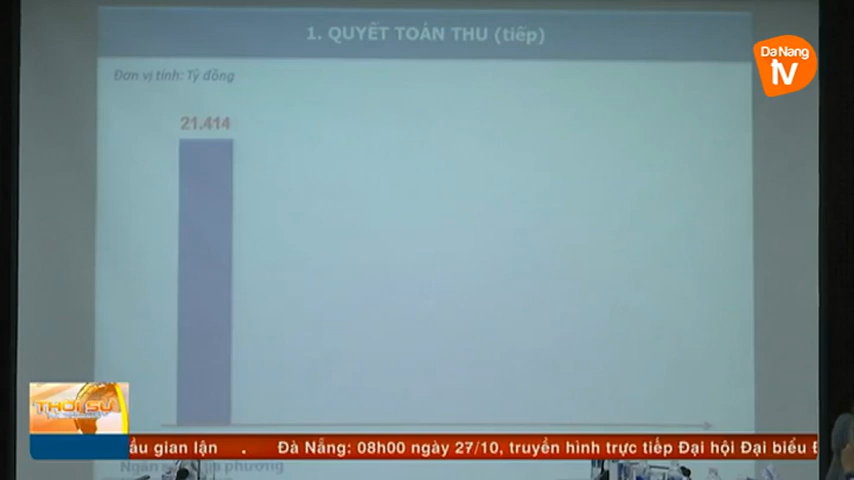 1. QUYẾT TOÁN THU (tiếp)
Da Nang
TV
Đơn vị tính: Tỷ đồng
21.414
THỜI SỰ
ầu gian lận . Đà Nẵng: 08h00 ngày 27/10, truyền hình trực tiếp Đại hội Đại biểu
Ngân phương